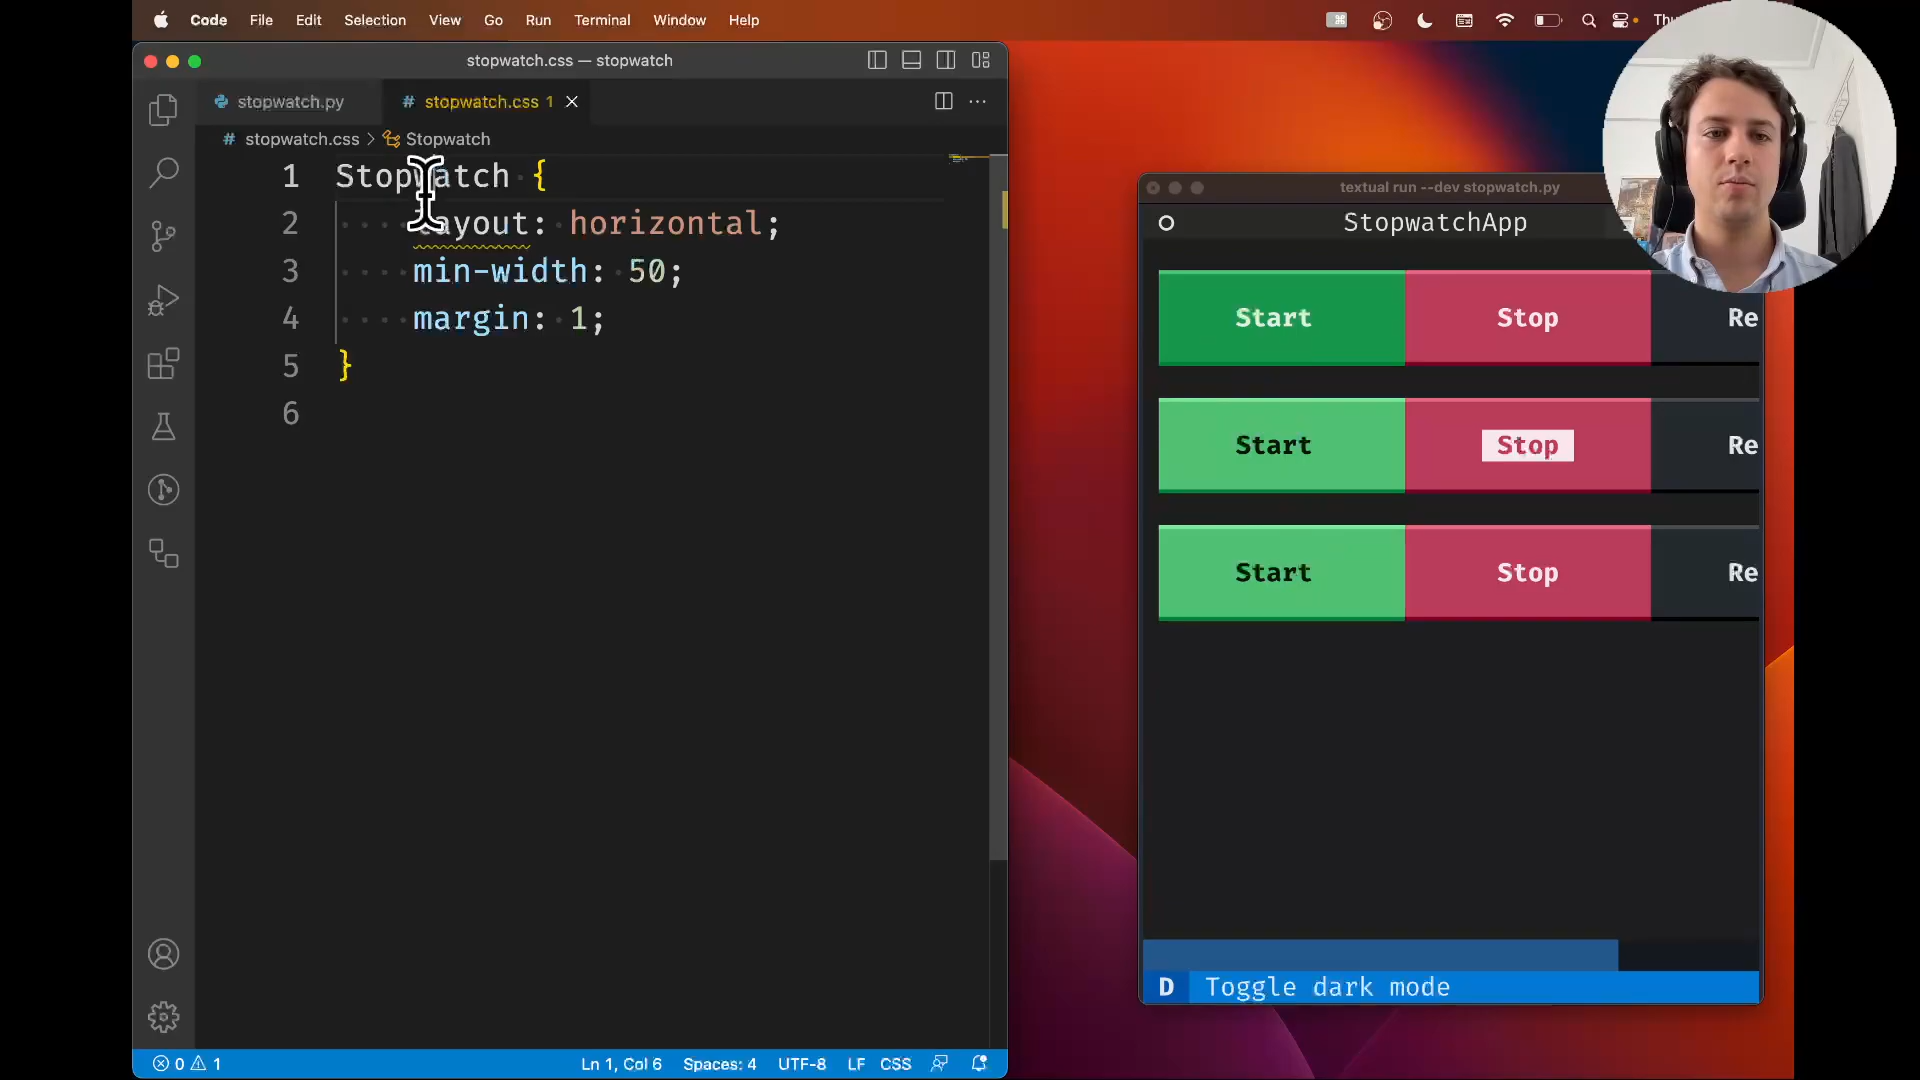 Code File Edit Selection View Go Run Terminal Window Help
Thu
stopwatch.css — stopwatch
stopwatch.py
# stopwatch.css 1
# stopwatch.css > Stopwatch
1 Stopwatch {
2 layout: horizontal;
3 min-width: 50;
4 margin: 1;
5 }
6
0 1
Ln 1, Col 6 Spaces: 4 UTF-8 LF CSS
textual run --dev stopwatch.py
StopwatchApp
Start Stop Re
Start Stop Re
Start Stop Re
D Toggle dark mode